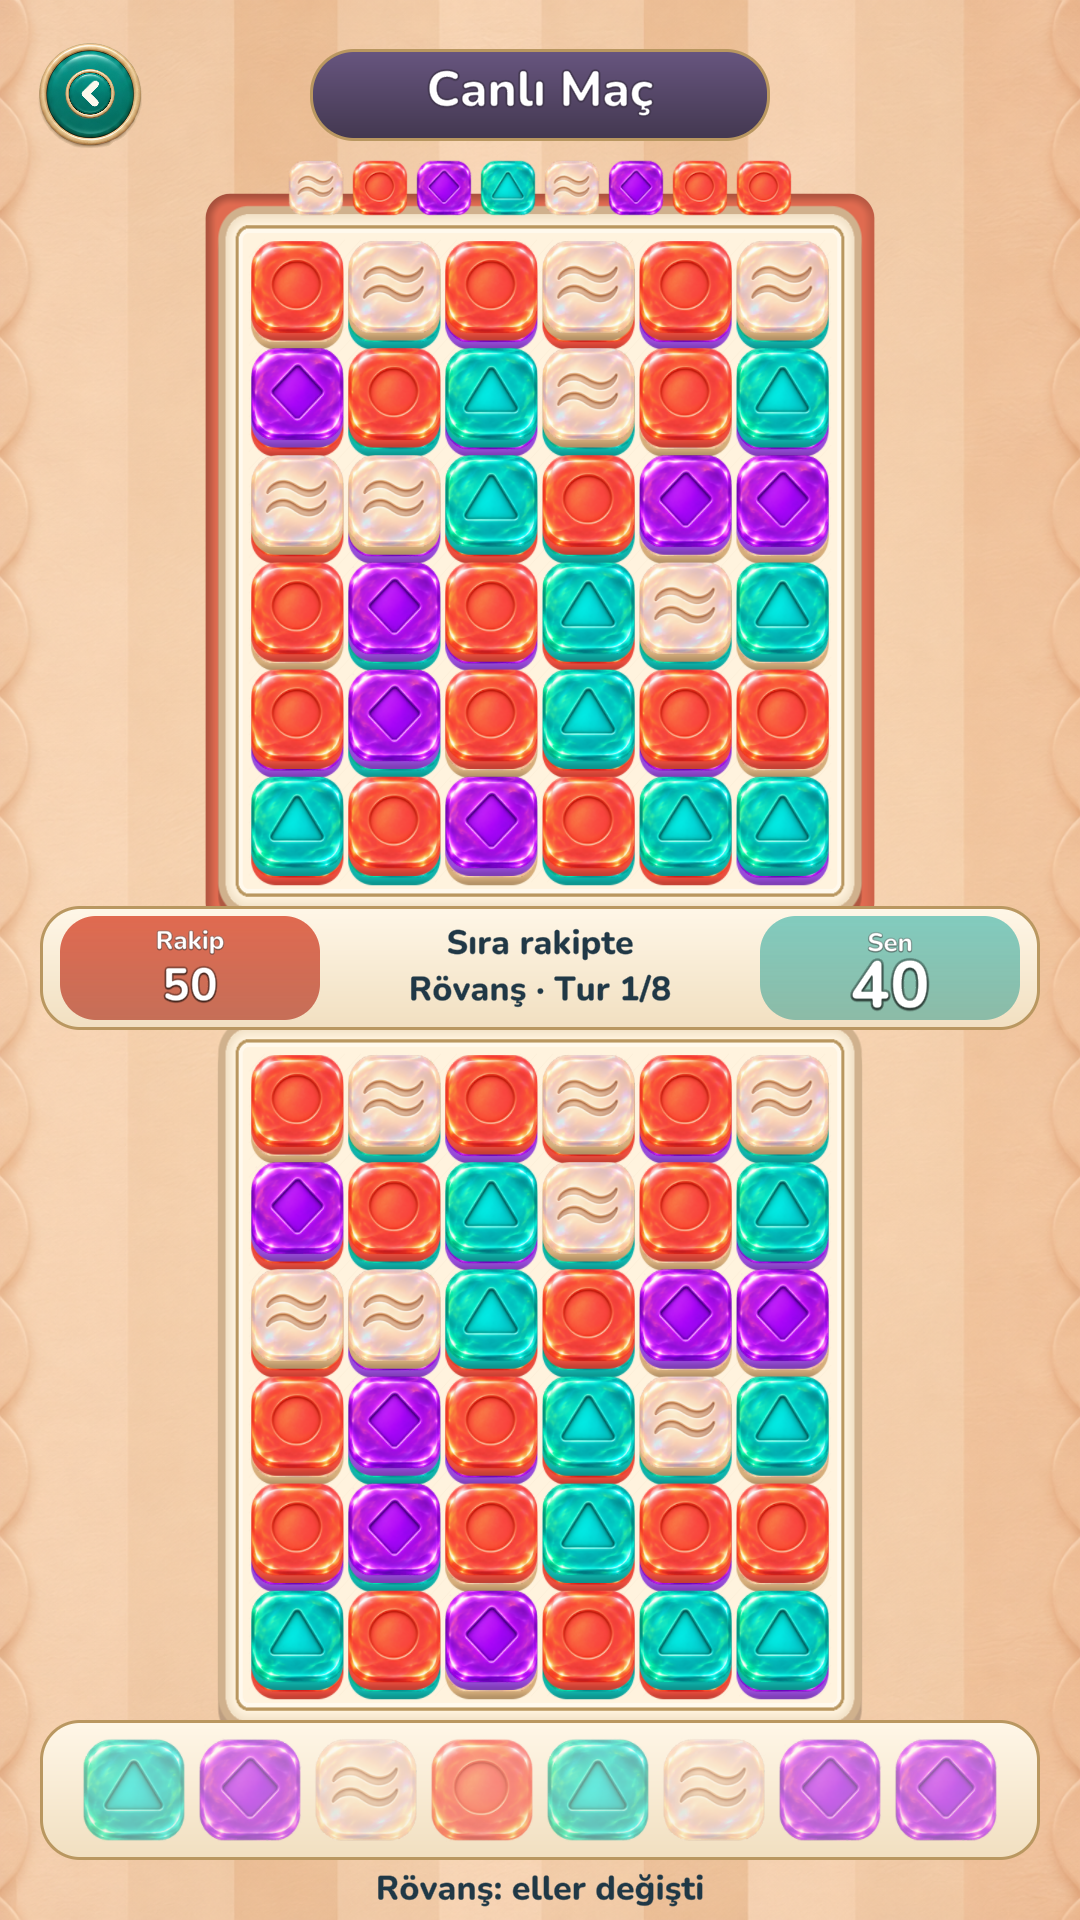 Canlı Maç
Rakip
50
Sıra rakipte
Rövanş · Tur 1/8
Sen
40
Rövanş: eller değişti